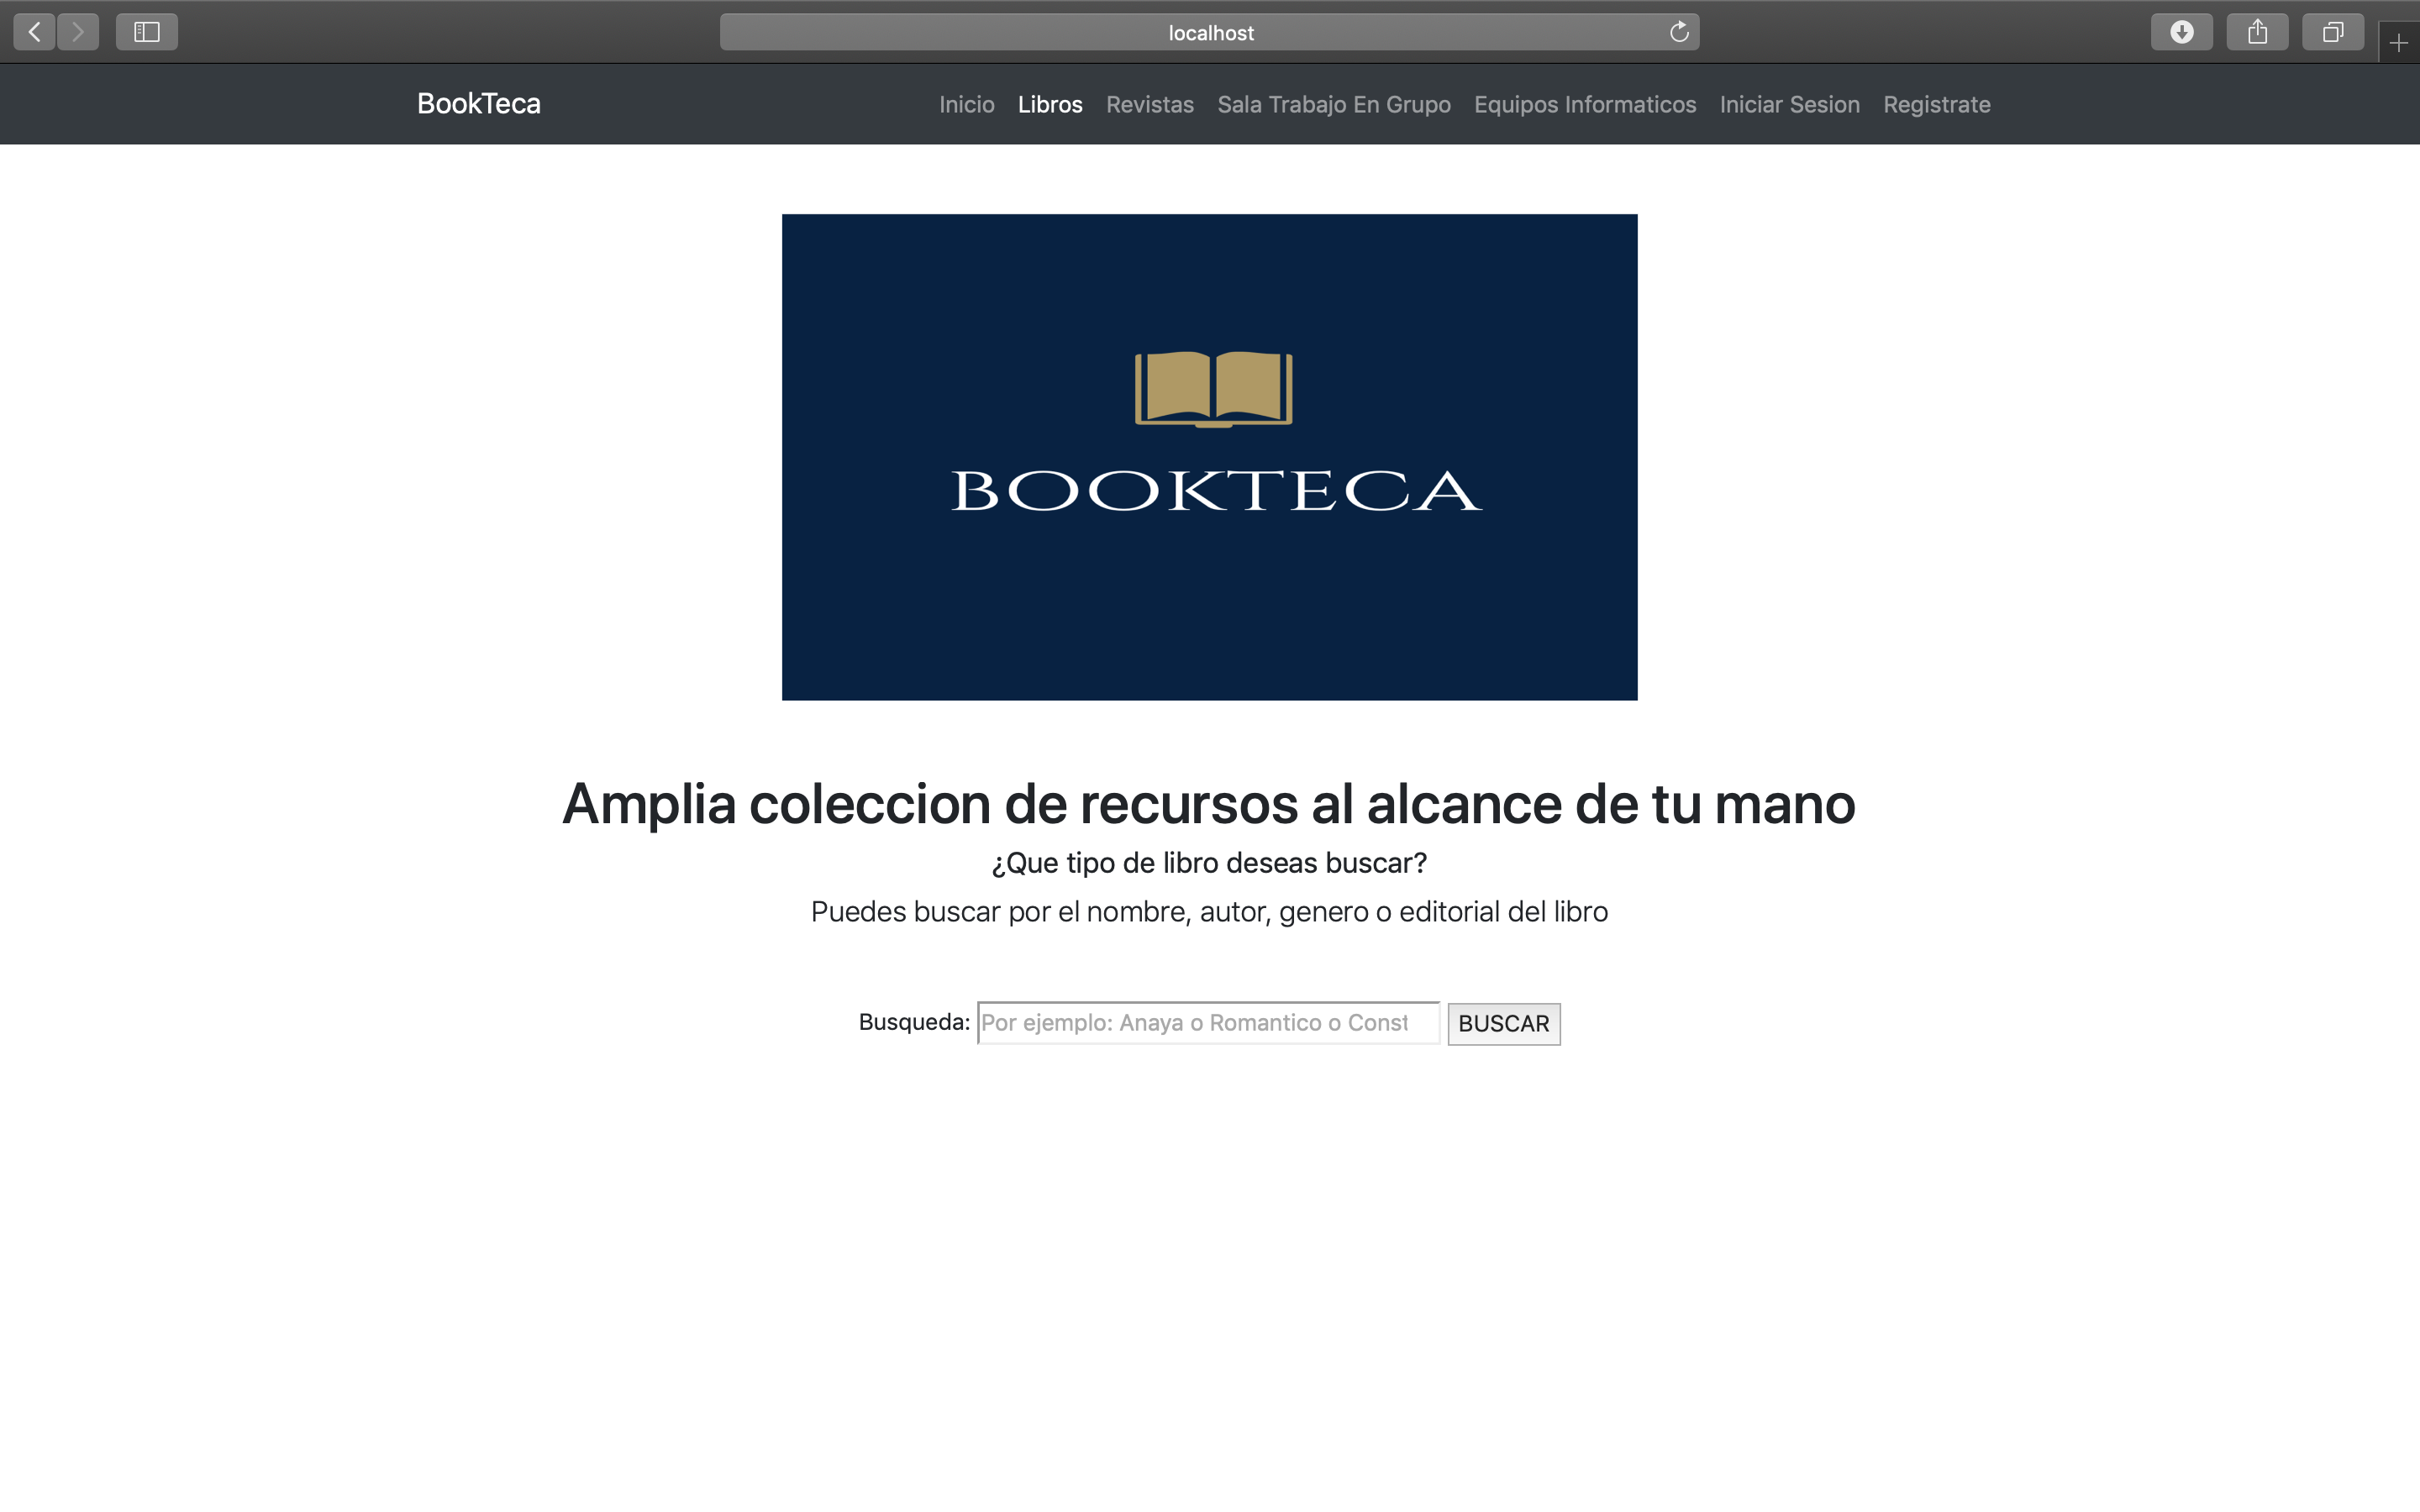 localhost
BookTeca
Inicio Libros Revistas Sala Trabajo En Grupo Equipos Informaticos Iniciar Sesion Registrate
BOOKTECA
Amplia coleccion de recursos al alcance de tu mano
¿Que tipo de libro deseas buscar?
Puedes buscar por el nombre, autor, genero o editorial del libro
Busqueda: Por ejemplo: Anaya o Romantico o Const BUSCAR